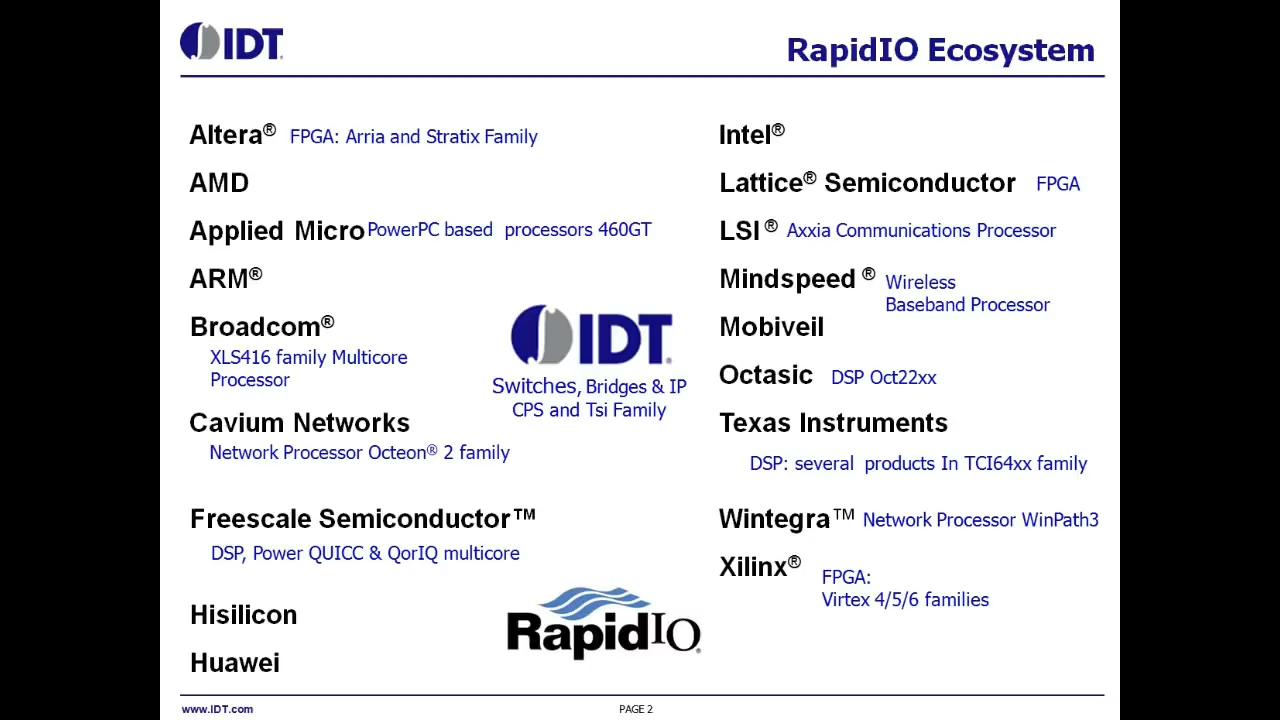 IDT
RapidIO Ecosystem
Altera® FPGA: Arria and Stratix Family
AMD
Applied Micro PowerPC based processors 460GT
ARM®
Broadcom®
XLS416 family Multicore
Processor
Cavium Networks
Network Processor Octeon® 2 family
Freescale Semiconductor™
DSP, Power QUICC & QorIQ multicore
Hisilicon
Huawei
IDT
Switches, Bridges & IP
CPS and Tsi Family
RapidIO
Intel®
Lattice® Semiconductor FPGA
LSI ® Axxia Communications Processor
Mindspeed ® Wireless
Baseband Processor
Mobiveil
Octasic DSP Oct22xx
Texas Instruments
DSP: several products In TCI64xx family
Wintegra™ Network Processor WinPath3
Xilinx®
FPGA:
Virtex 4/5/6 families
www.IDT.com
PAGE 2